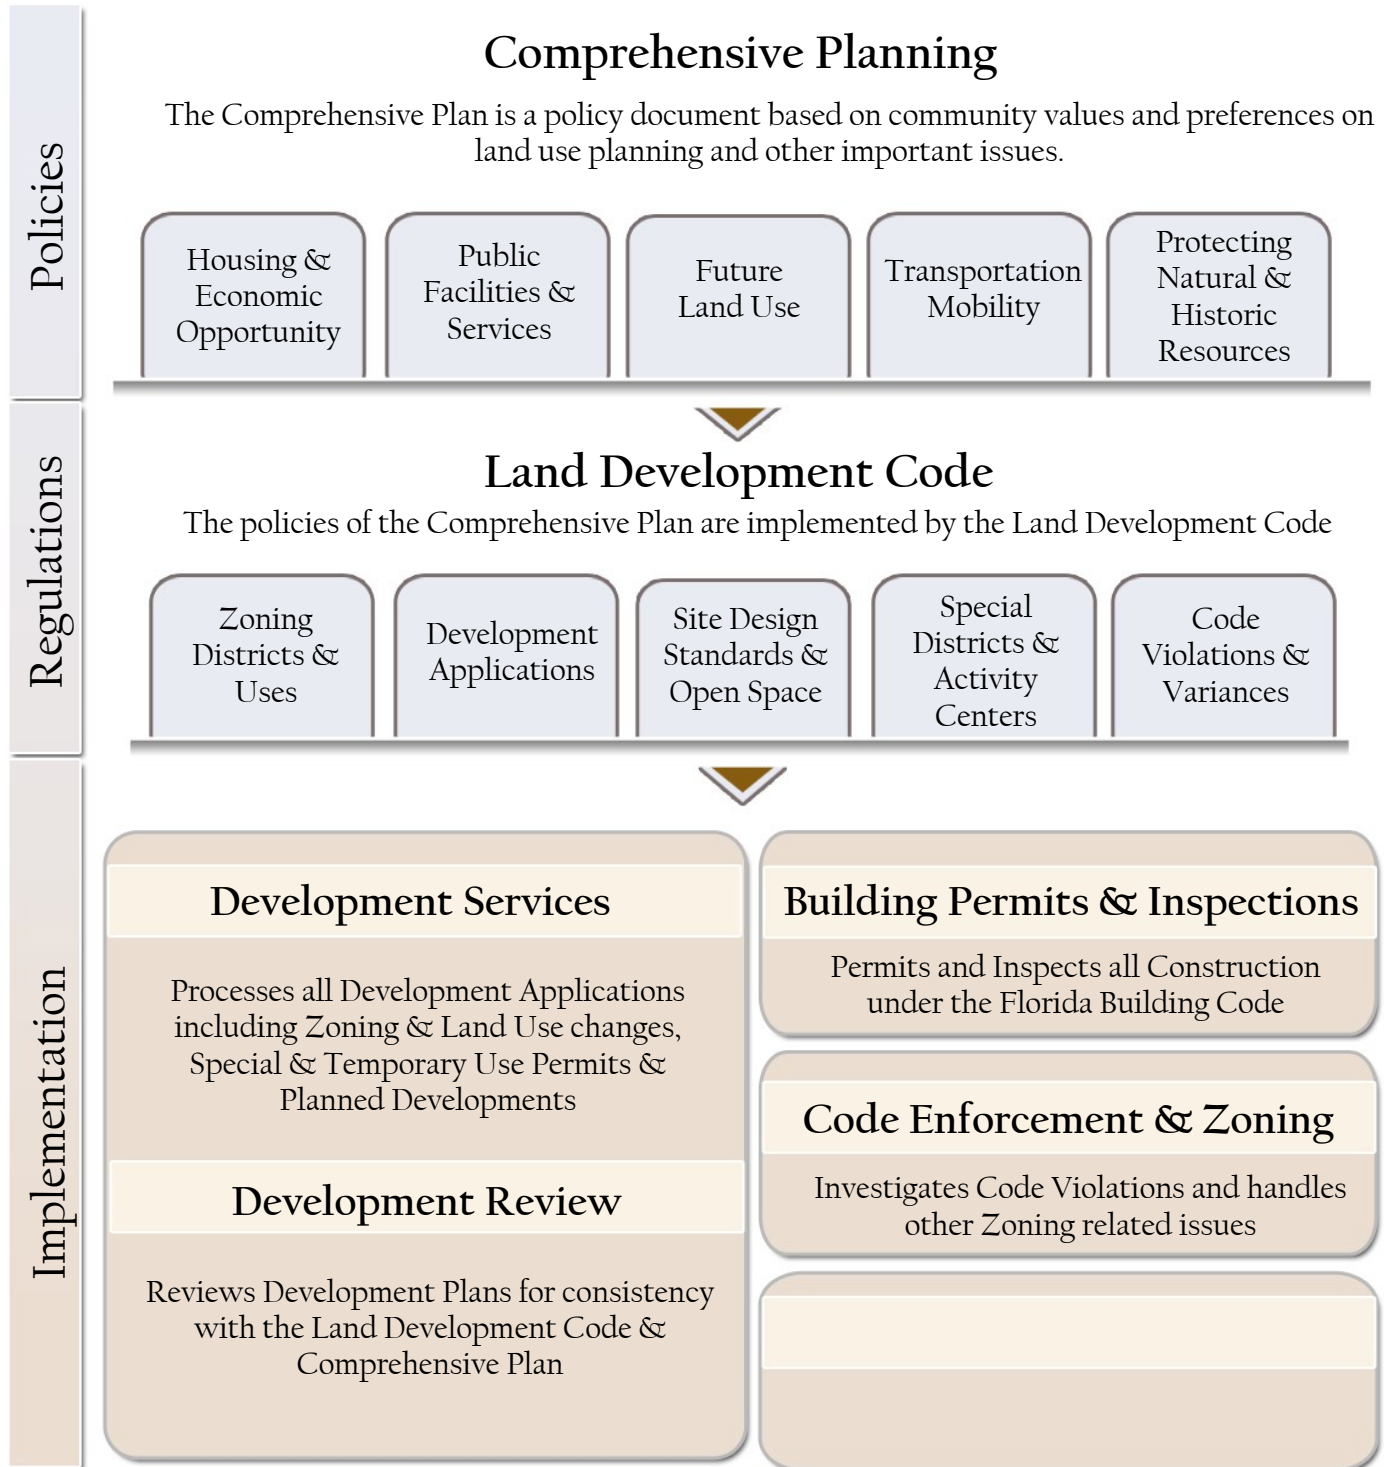 Policies
Comprehensive Planning
The Comprehensive Plan is a policy document based on community values and preferences on
land use planning and other important issues.
Housing &
Economic
Opportunity
Public
Facilities &
Services
Future
Land Use
Transportation
Mobility
Protecting
Natural &
Historic
Resources
Regulations
Land Development Code
The policies of the Comprehensive Plan are implemented by the Land Development Code
Zoning
Districts &
Uses
Development
Applications
Site Design
Standards &
Open Space
Special
Districts &
Activity
Centers
Code
Violations &
Variances
Implementation
Development Services
Processes all Development Applications
including Zoning & Land Use changes,
Special & Temporary Use Permits &
Planned Developments
Development Review
Reviews Development Plans for consistency
with the Land Development Code &
Comprehensive Plan
Building Permits & Inspections
Permits and Inspects all Construction
under the Florida Building Code
Code Enforcement & Zoning
Investigates Code Violations and handles
other Zoning related issues